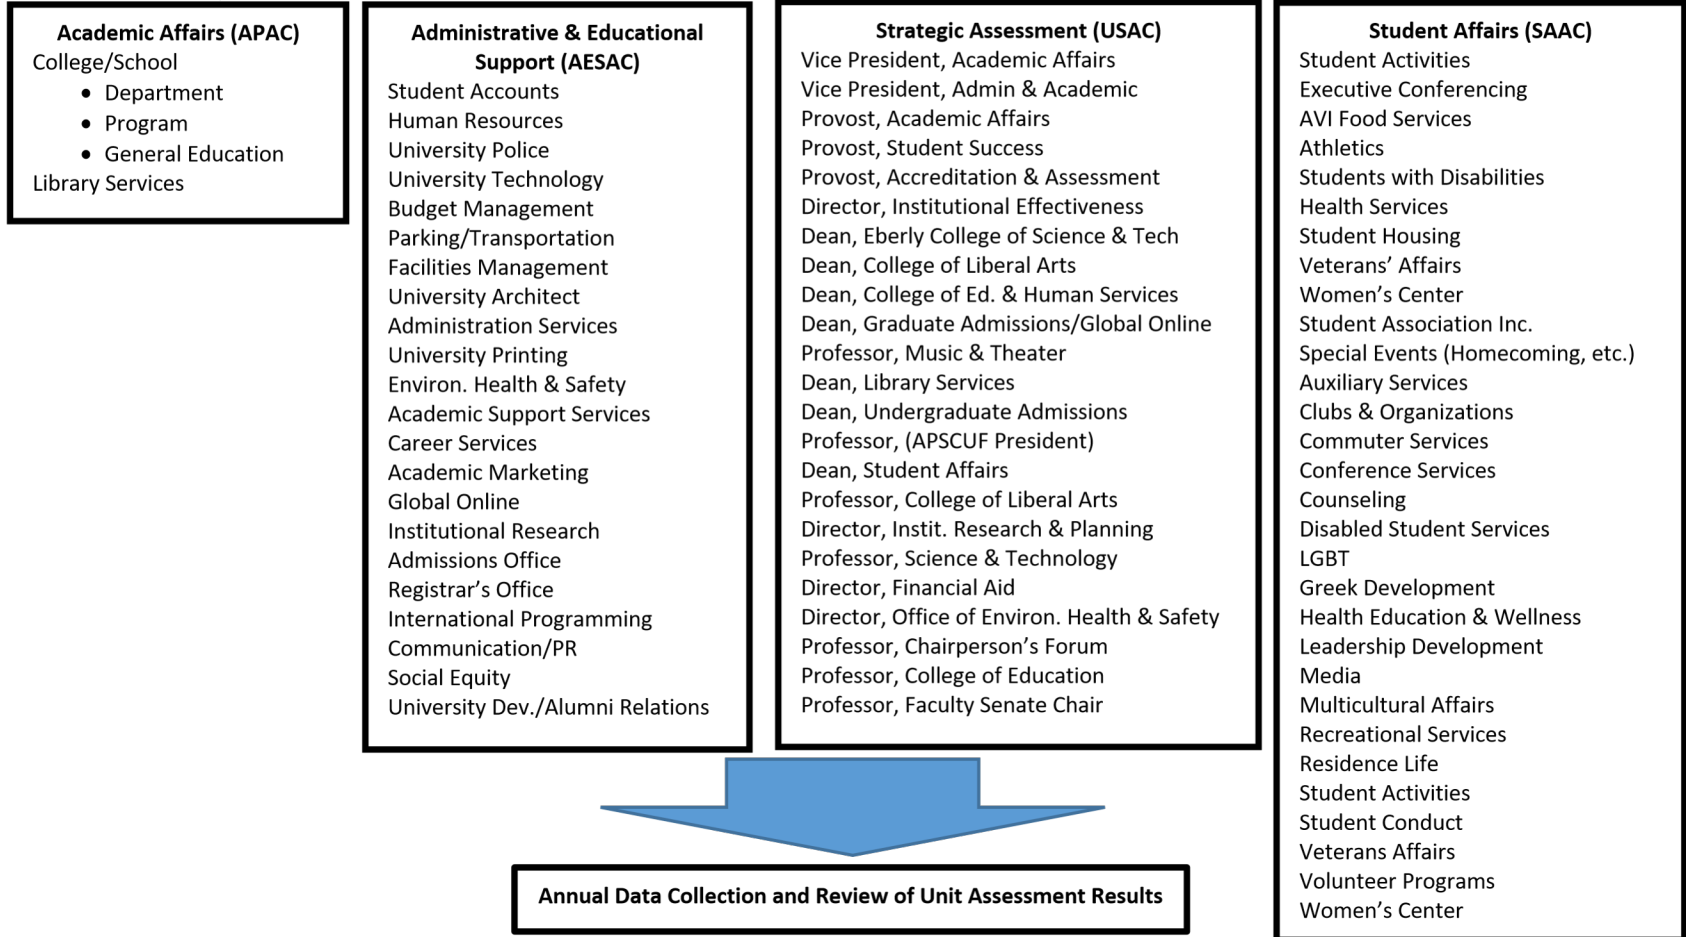 Academic Affairs (APAC)
College/School
• Department
• Program
• General Education
Library Services
Administrative & Educational
Support (AESAC)
Student Accounts
Human Resources
University Police
University Technology
Budget Management
Parking/Transportation
Facilities Management
University Architect
Administration Services
University Printing
Environ. Health & Safety
Academic Support Services
Career Services
Academic Marketing
Global Online
Institutional Research
Admissions Office
Registrar’s Office
International Programming
Communication/PR
Social Equity
University Dev./Alumni Relations
Strategic Assessment (USAC)
Vice President, Academic Affairs
Vice President, Admin & Academic
Provost, Academic Affairs
Provost, Student Success
Provost, Accreditation & Assessment
Director, Institutional Effectiveness
Dean, Eberly College of Science & Tech
Dean, College of Liberal Arts
Dean, College of Ed. & Human Services
Dean, Graduate Admissions/Global Online
Professor, Music & Theater
Dean, Library Services
Dean, Undergraduate Admissions
Professor, (APSCUF President)
Dean, Student Affairs
Professor, College of Liberal Arts
Director, Instit. Research & Planning
Professor, Science & Technology
Director, Financial Aid
Director, Office of Environ. Health & Safety
Professor, Chairperson’s Forum
Professor, College of Education
Professor, Faculty Senate Chair
Student Affairs (SAAC)
Student Activities
Executive Conferencing
AVI Food Services
Athletics
Students with Disabilities
Health Services
Student Housing
Veterans’ Affairs
Women’s Center
Student Association Inc.
Special Events (Homecoming, etc.)
Auxiliary Services
Clubs & Organizations
Commuter Services
Conference Services
Counseling
Disabled Student Services
LGBT
Greek Development
Health Education & Wellness
Leadership Development
Media
Multicultural Affairs
Recreational Services
Residence Life
Student Activities
Student Conduct
Veterans Affairs
Volunteer Programs
Women’s Center
Annual Data Collection and Review of Unit Assessment Results